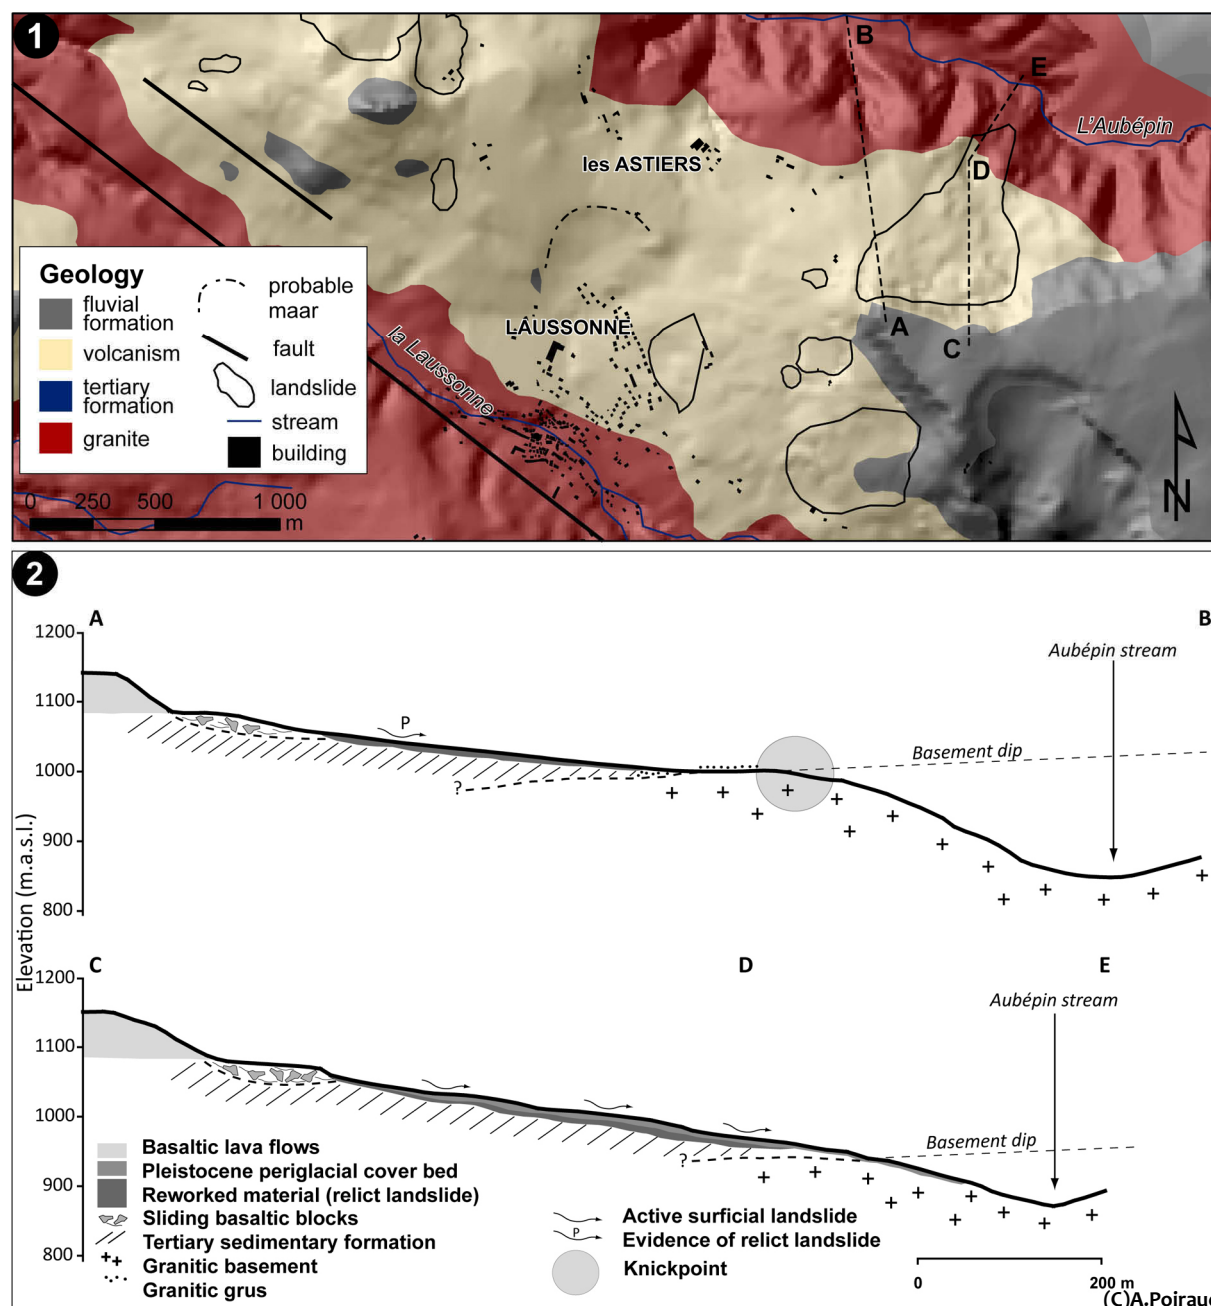 1
B
E
L'Aubépin
les ASTIERS
D
Geology
fluvial
formation
volcanism
tertiary
formation
granite
probable
maar
fault
landslide
stream
building
LAUSSONNE
la Laussonne
A
C
N
0 250 500 1 000
m
2
A B
1200
1100
1000
900
800
Aubépin stream
P
Basement dip
?
Elevation (m.a.s.l.)
C D E
1200
1100
1000
900
800
Aubépin stream
Basement dip
?
Basaltic lava flows
Pleistocene periglacial cover bed
Reworked material (relict landslide)
Sliding basaltic blocks
Tertiary sedimentary formation
Granitic basement
Granitic grus
Active surficial landslide
P Evidence of relict landslide
Knickpoint
0 200 m
(C)A.Poirau